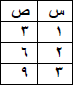 س ص
١ ٣
٢ ٦
٣ ٩